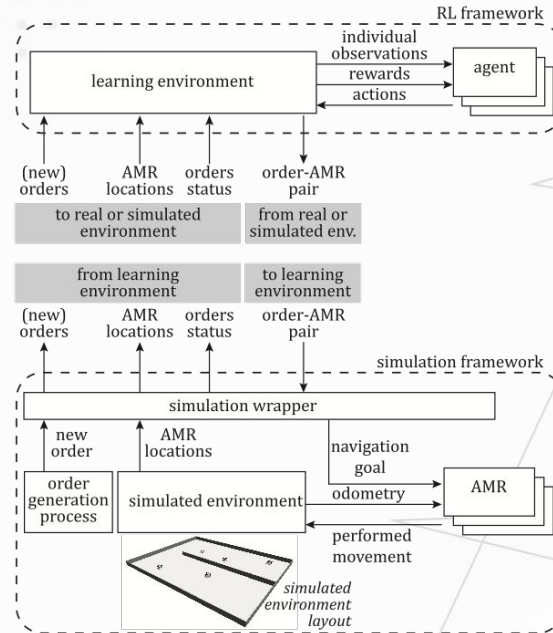 RL framework
individual
observations
rewards
actions
learning environment
agent
(new)
orders
AMR
locations
orders
status
order-AMR
pair
to real or simulated
environment
from real or
simulated env.
from learning
environment
to learning
environment
(new)
orders
AMR
locations
orders
status
order-AMR
pair
simulation framework
simulation wrapper
new
order
AMR
locations
navigation
goal
order
generation
process
simulated environment
odometry
AMR
performed
movement
simulated
environment
layout